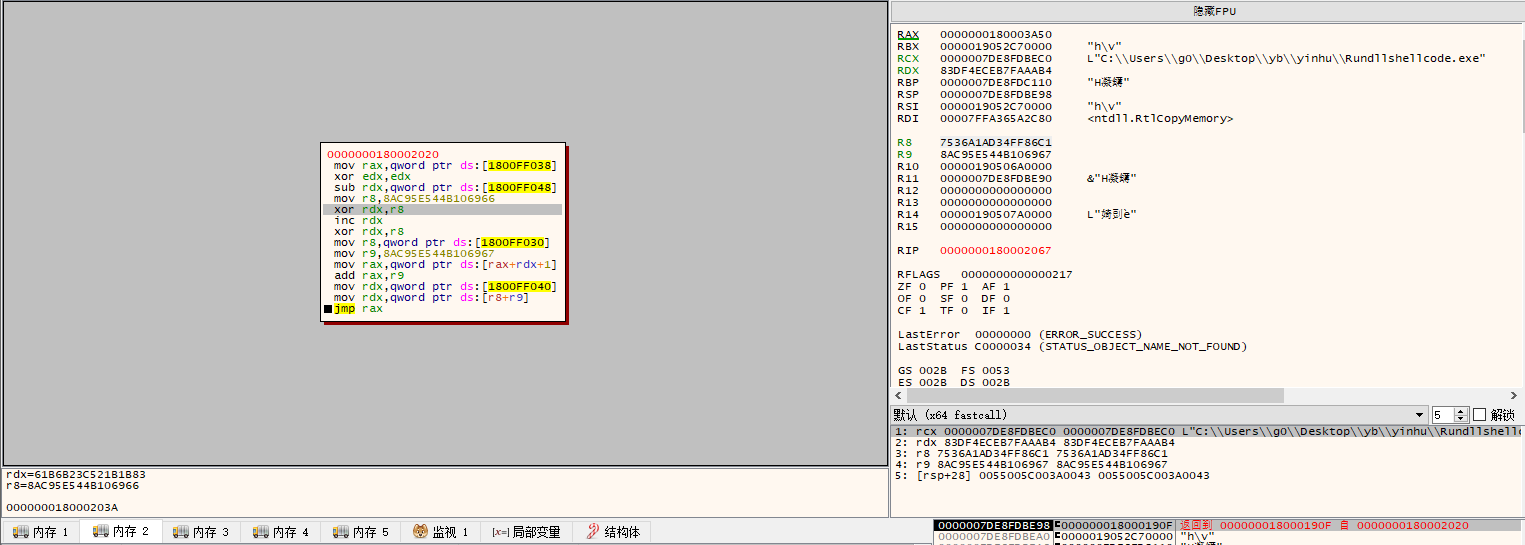 隐藏FPU
0000000180002020
mov rax,qword ptr ds:[1800FF038]
xor edx,edx
sub rdx,qword ptr ds:[1800FF048]
mov r8,8AC95E544B106966
xor rdx,r8
inc rdx
xor rdx,r8
mov r8,qword ptr ds:[1800FF030]
mov r9,8AC95E544B106967
mov rax,qword ptr ds:[rax+rdx+1]
add rax,r9
mov rdx,qword ptr ds:[1800FF040]
mov rdx,qword ptr ds:[r8+r9]
jmp rax
RAX 0000000180003A50
RBX 0000019052C70000 "h\v"
RCX 0000007DE8FDBEC0 L"C:\\Users\\g0\\Desktop\\yb\\yinhu\\Rundllshellcode.exe"
RDX 83DF4ECEB7FAAAB4
RBP 0000007DE8FDC110
RSP 0000007DE8FDBE98
RSI 0000019052C70000 "h\v"
RDI 00007FFA365A2C80 <ntdll.RtlCopyMemory>
R8 7536A1AD34FF86C1
R9 8AC95E544B106967
R10 00000190506A0000
R11 0000007DE8FDBE90
R12 0000000000000000
R13 0000000000000000
R14 00000190507A0000
R15 0000000000000000
RIP 0000000180002067
RFLAGS 0000000000000217
ZF 0 PF 1 AF 1
OF 0 SF 0 DF 0
CF 1 TF 0 IF 1
LastError 00000000 (ERROR_SUCCESS)
LastStatus C0000034 (STATUS_OBJECT_NAME_NOT_FOUND)
GS 002B FS 0053
ES 002B DS 002B
默认 (x64 fastcall)
5
解锁
1: rcx 0000007DE8FDBEC0 0000007DE8FDBEC0 L"C:\\Users\\g0\\Desktop\\yb\\yinhu\\Rundllshell
2: rdx 83DF4ECEB7FAAAB4 83DF4ECEB7FAAAB4
3: r8 7536A1AD34FF86C1 7536A1AD34FF86C1
4: r9 8AC95E544B106967 8AC95E544B106967
5: [rsp+28] 0055005C003A0043 0055005C003A0043
rdx=61B6B23C521B1B83
r8=8AC95E544B106966
000000018000203A
内存 1 内存 2 内存 3 内存 4 内存 5 监视 1 [x=] 局部变量 结构体
0000007DE8FDBE98 000000018000190F 返回到 000000018000190F 自 0000000180002020
0000007DE8FDBEA0 0000019052C70000 "h\v"